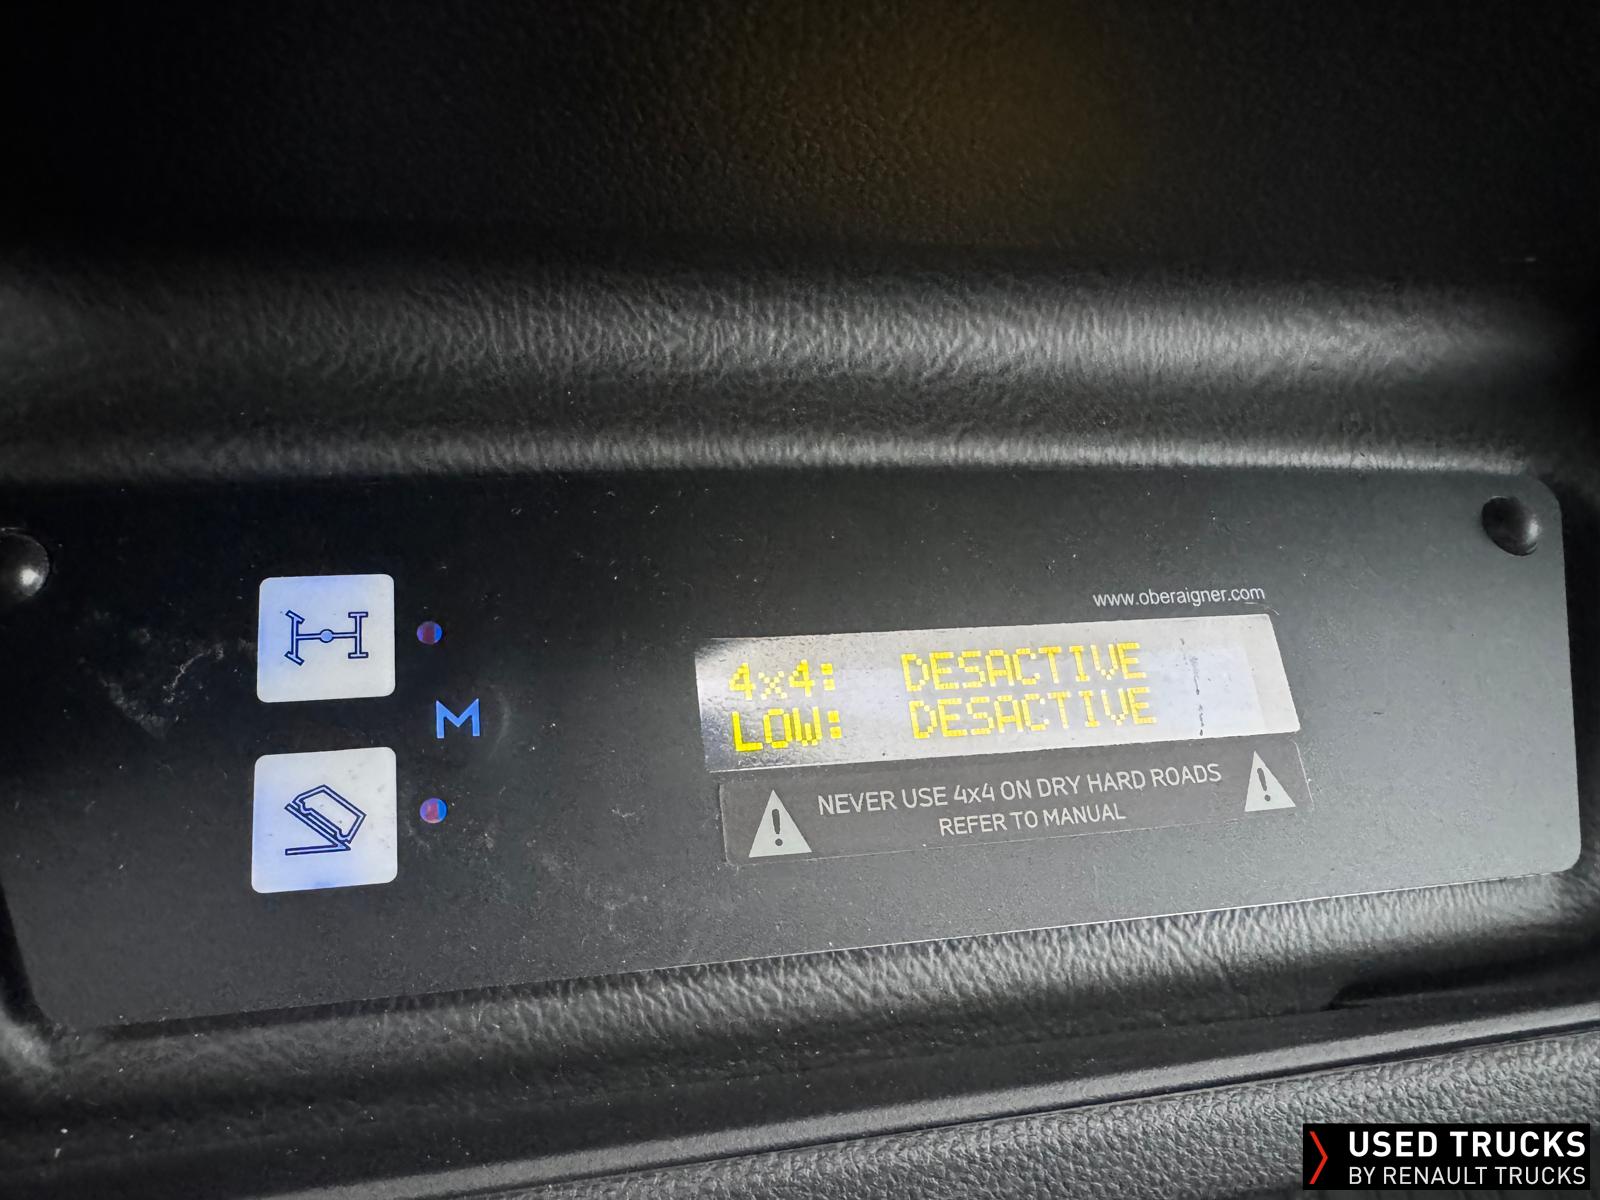 www.oberaigner.com
4x4: DESACTIVE
LOW: DESACTIVE
M
NEVER USE 4x4 ON DRY HARD ROADS
REFER TO MANUAL
USED TRUCKS
BY RENAULT TRUCKS